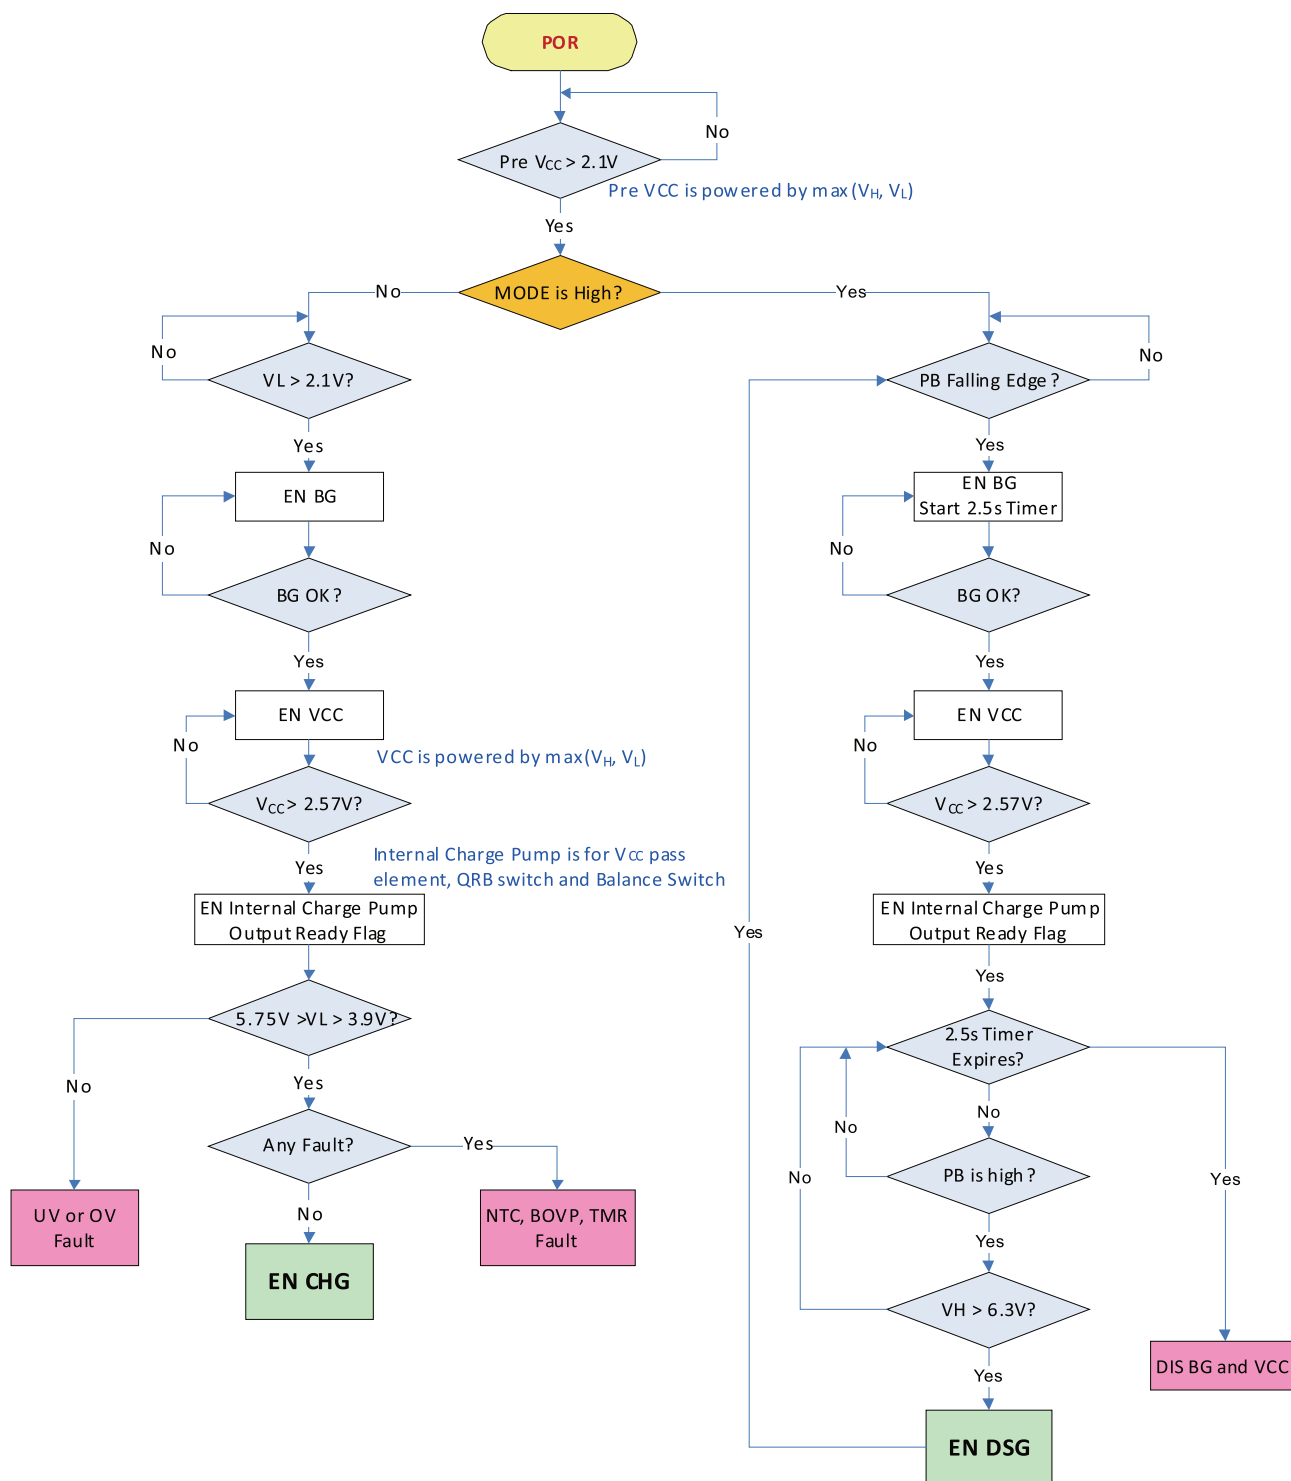 POR
No
Pre VCC > 2.1V
Pre VCC is powered by max(VH, VL)
Yes
No
MODE is High?
Yes
No
VL > 2.1V?
Yes
EN BG
No
BG OK?
Yes
EN VCC
No
VCC is powered by max(VH, VL)
VCC > 2.57V?
Yes
Internal Charge Pump is for VCC pass
element, QRB switch and Balance Switch
EN Internal Charge Pump
Output Ready Flag
5.75V >VL > 3.9V?
No
Yes
Any Fault?
Yes
No
UV or OV
Fault
EN CHG
NTC, BOVP, TMR
Fault
No
PB Falling Edge?
Yes
EN BG
Start 2.5s Timer
No
BG OK?
Yes
EN VCC
No
VCC > 2.57V?
Yes
EN Internal Charge Pump
Output Ready Flag
Yes
Yes
2.5s Timer
Expires?
No
No
PB is high?
No
Yes
Yes
VH > 6.3V?
Yes
DIS BG and VCC
EN DSG